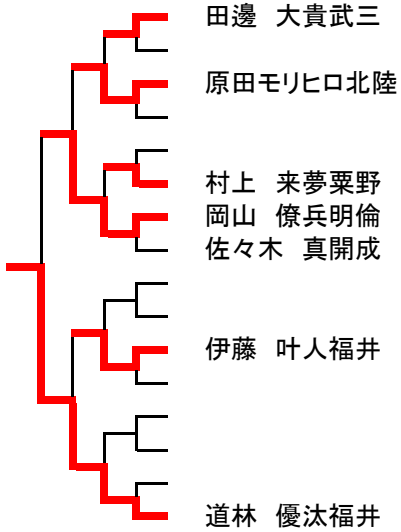 田邊　大貴武三
原田モリヒロ北陸
村上　来夢粟野
岡山　僚兵明倫
佐々木　真開成
伊藤　叶人福井
道林　優汰福井